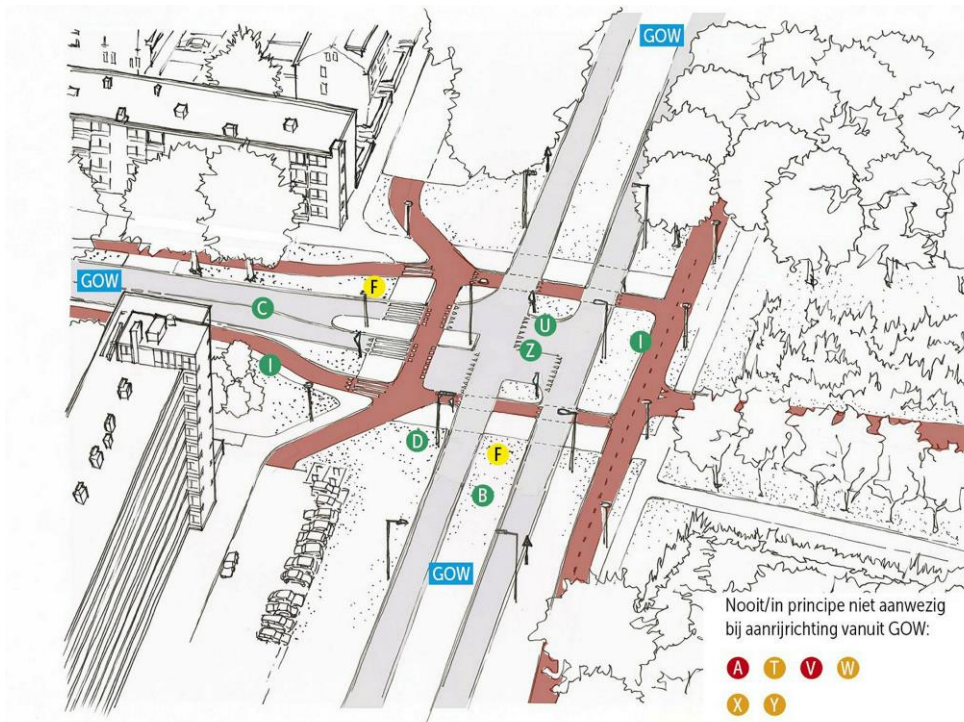 GOW
GOW
F
C
U
I
Z
I
D
F
B
GOW
Nooit/in principe niet aanwezig
bij aanrijrichting vanuit GOW:
A T V W
X Y